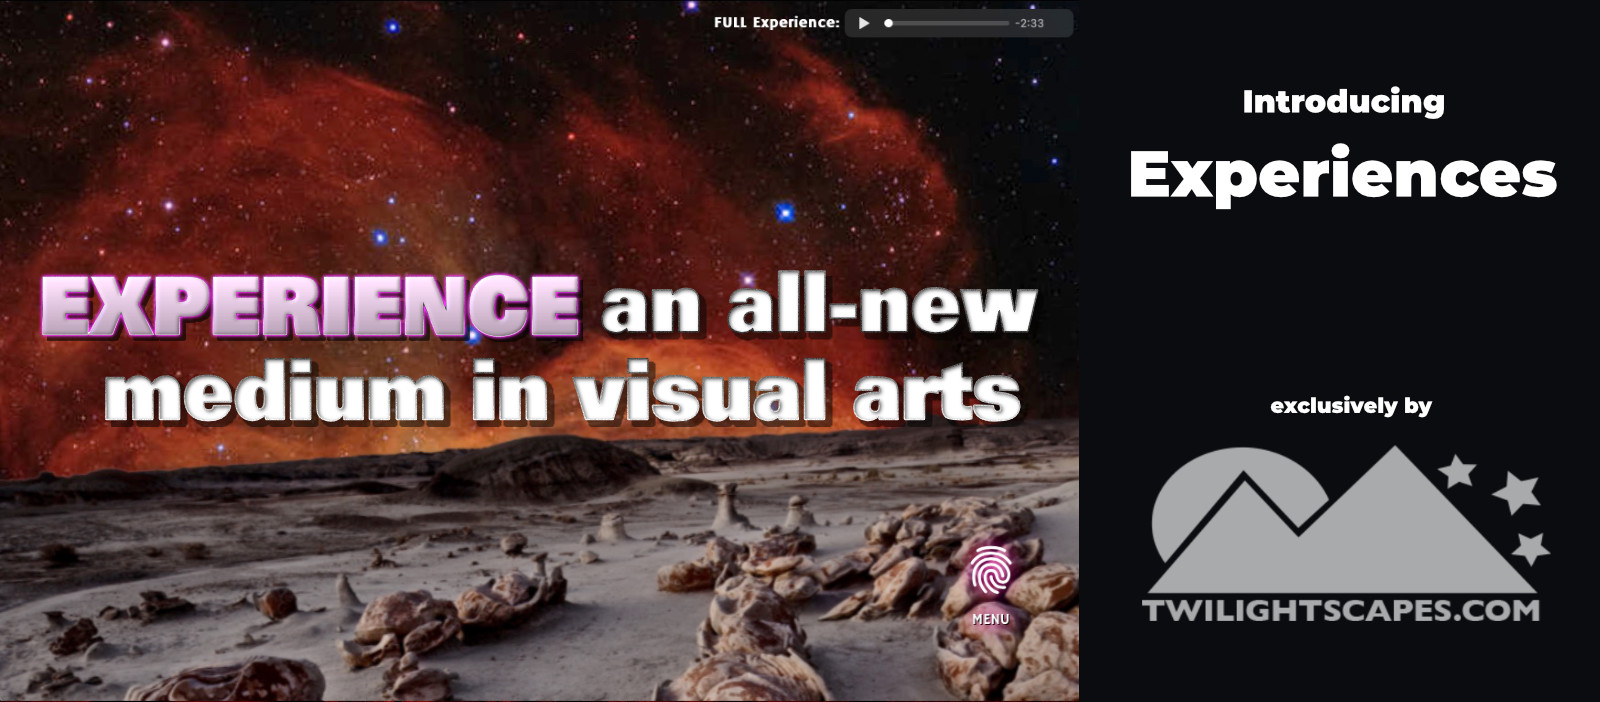 FULL Experience:
-2:33
EXPERIENCE an all-new
medium in visual arts
MENU
Introducing
Experiences
exclusively by
TWILIGHTSCAPES.COM